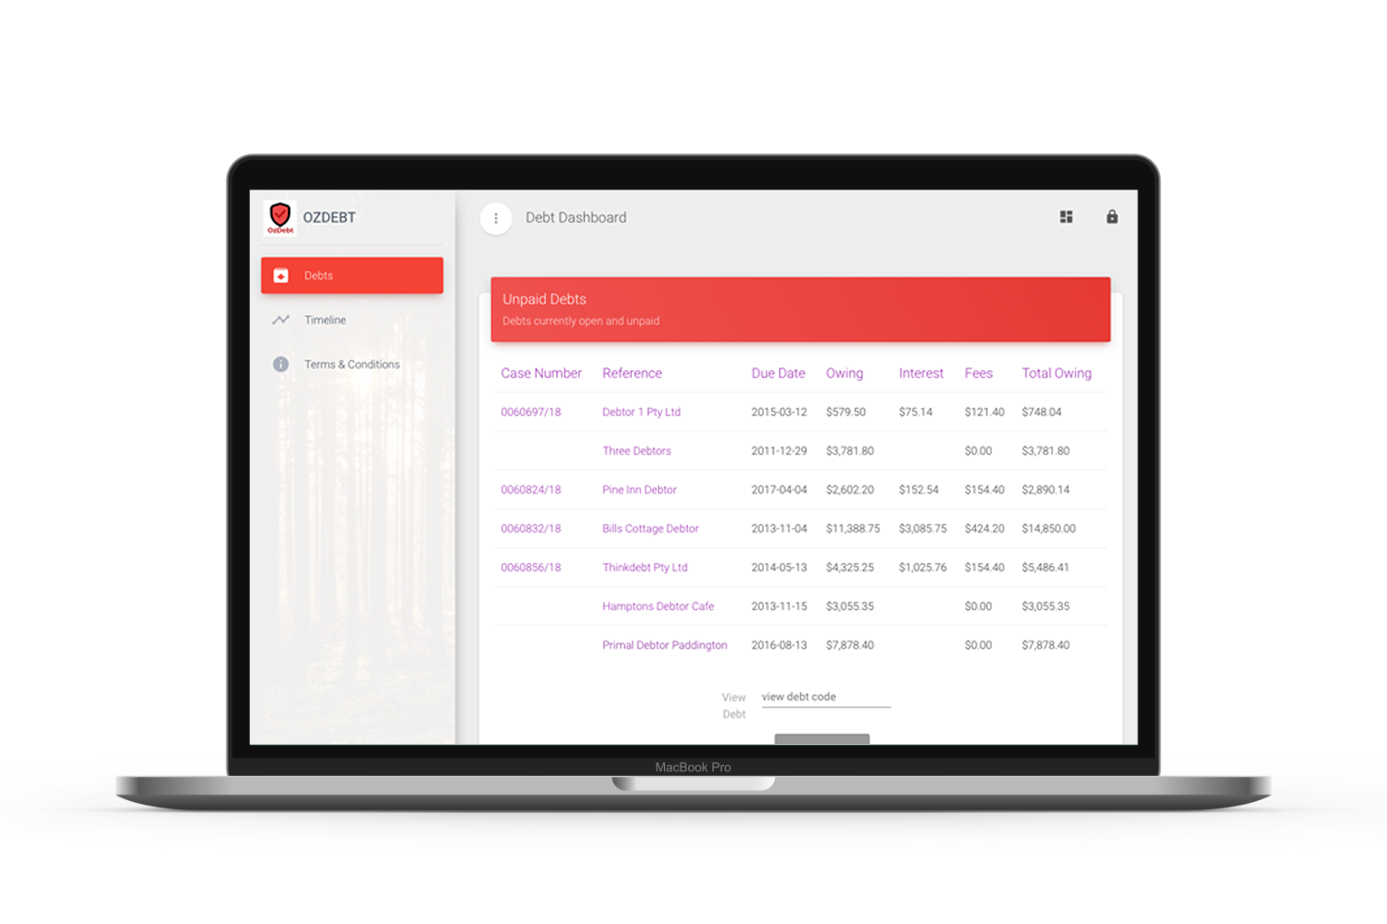 OzDebt
OZDEBT
Debts
Timeline
Terms & Conditions
Debt Dashboard
Unpaid Debts
Debts currently open and unpaid
Case Number Reference Due Date Owing Interest Fees Total Owing
0060697/18 Debtor 1 Pty Ltd 2015-03-12 $579.50 $75.14 $121.40 $748.04
Three Debtors 2011-12-29 $3,781.80 $0.00 $3,781.80
0060824/18 Pine Inn Debtor 2017-04-04 $2,602.20 $152.54 $154.40 $2,890.14
0060832/18 Bills Cottage Debtor 2013-11-04 $11,388.75 $3,085.75 $424.20 $14,850.00
0060856/18 Thinkdebt Pty Ltd 2014-05-13 $4,325.25 $1,025.76 $154.40 $5,486.41
Hamptons Debtor Cafe 2013-11-15 $3,055.35 $0.00 $3,055.35
Primal Debtor Paddington 2016-08-13 $7,878.40 $0.00 $7,878.40
View view debt code
Debt
MacBook Pro